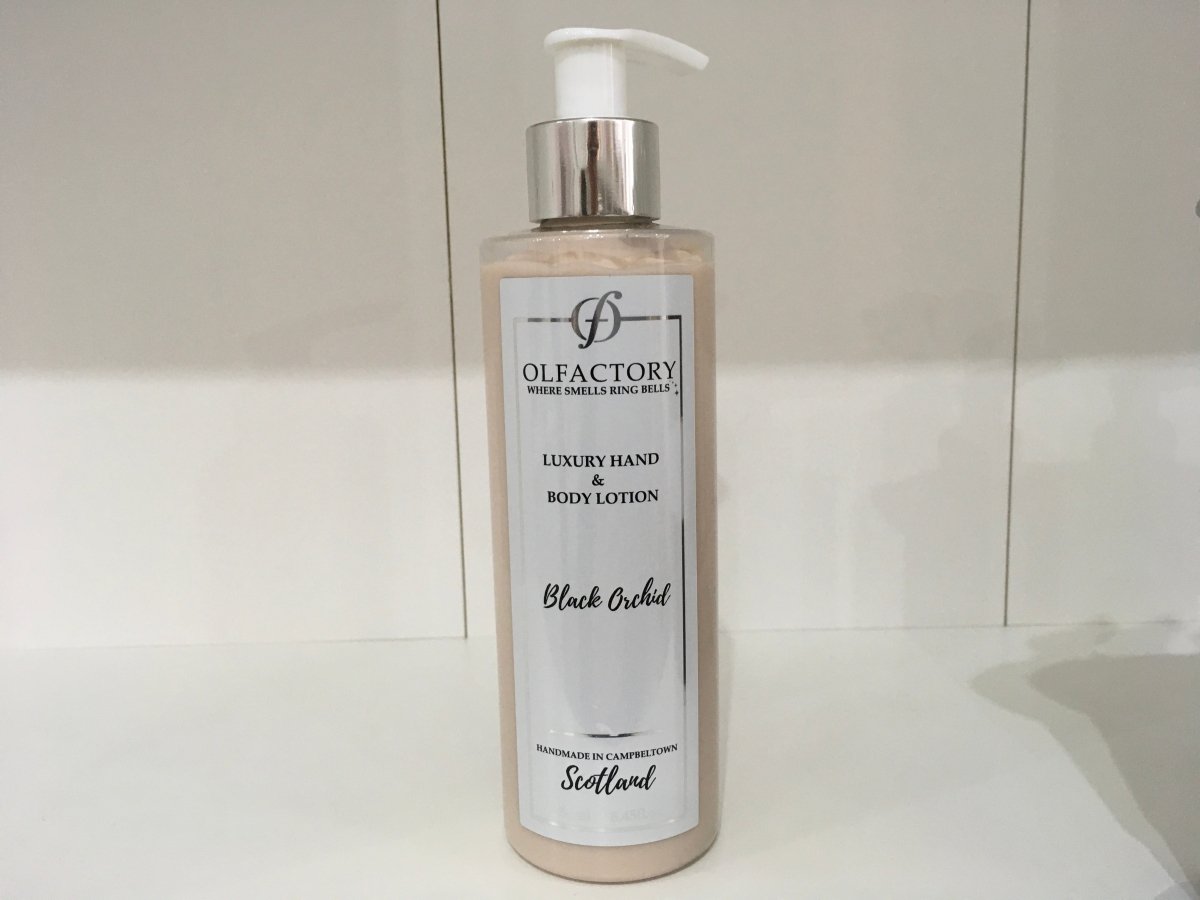 OLFACTORY
WHERE SMELLS RING BELLS
LUXURY HAND
&
BODY LOTION
Black Orchid
HANDMADE IN CAMPBELTOWN
Scotland